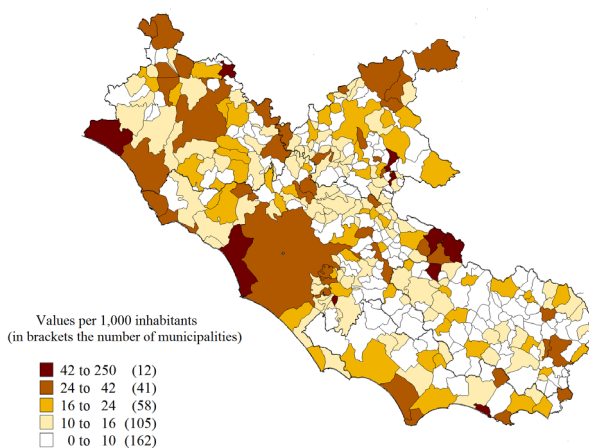 Values per 1,000 inhabitants
(in brackets the number of municipalities)
42 to 250 (12)
24 to 42 (41)
16 to 24 (58)
10 to 16 (105)
0 to 10 (162)